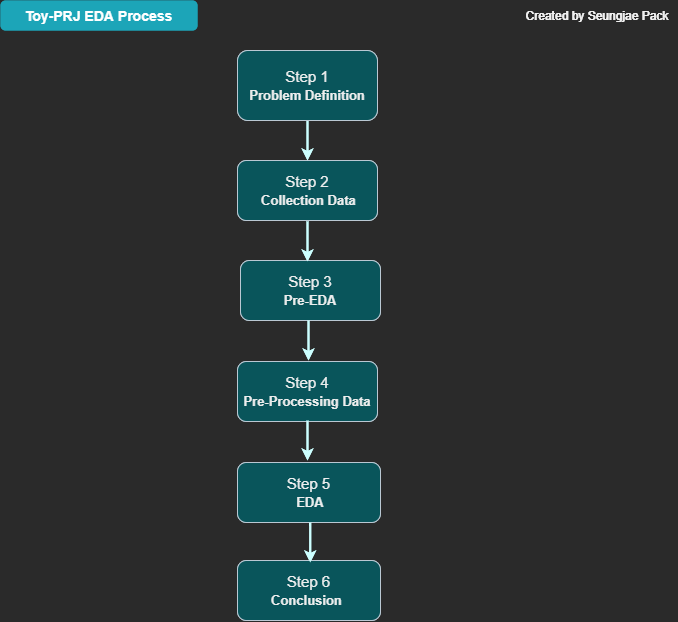 Toy-PRJ EDA Process
Created by Seungjae Pack
Step 1
Problem Definition
Step 2
Collection Data
Step 3
Pre-EDA
Step 4
Pre-Processing Data
Step 5
EDA
Step 6
Conclusion